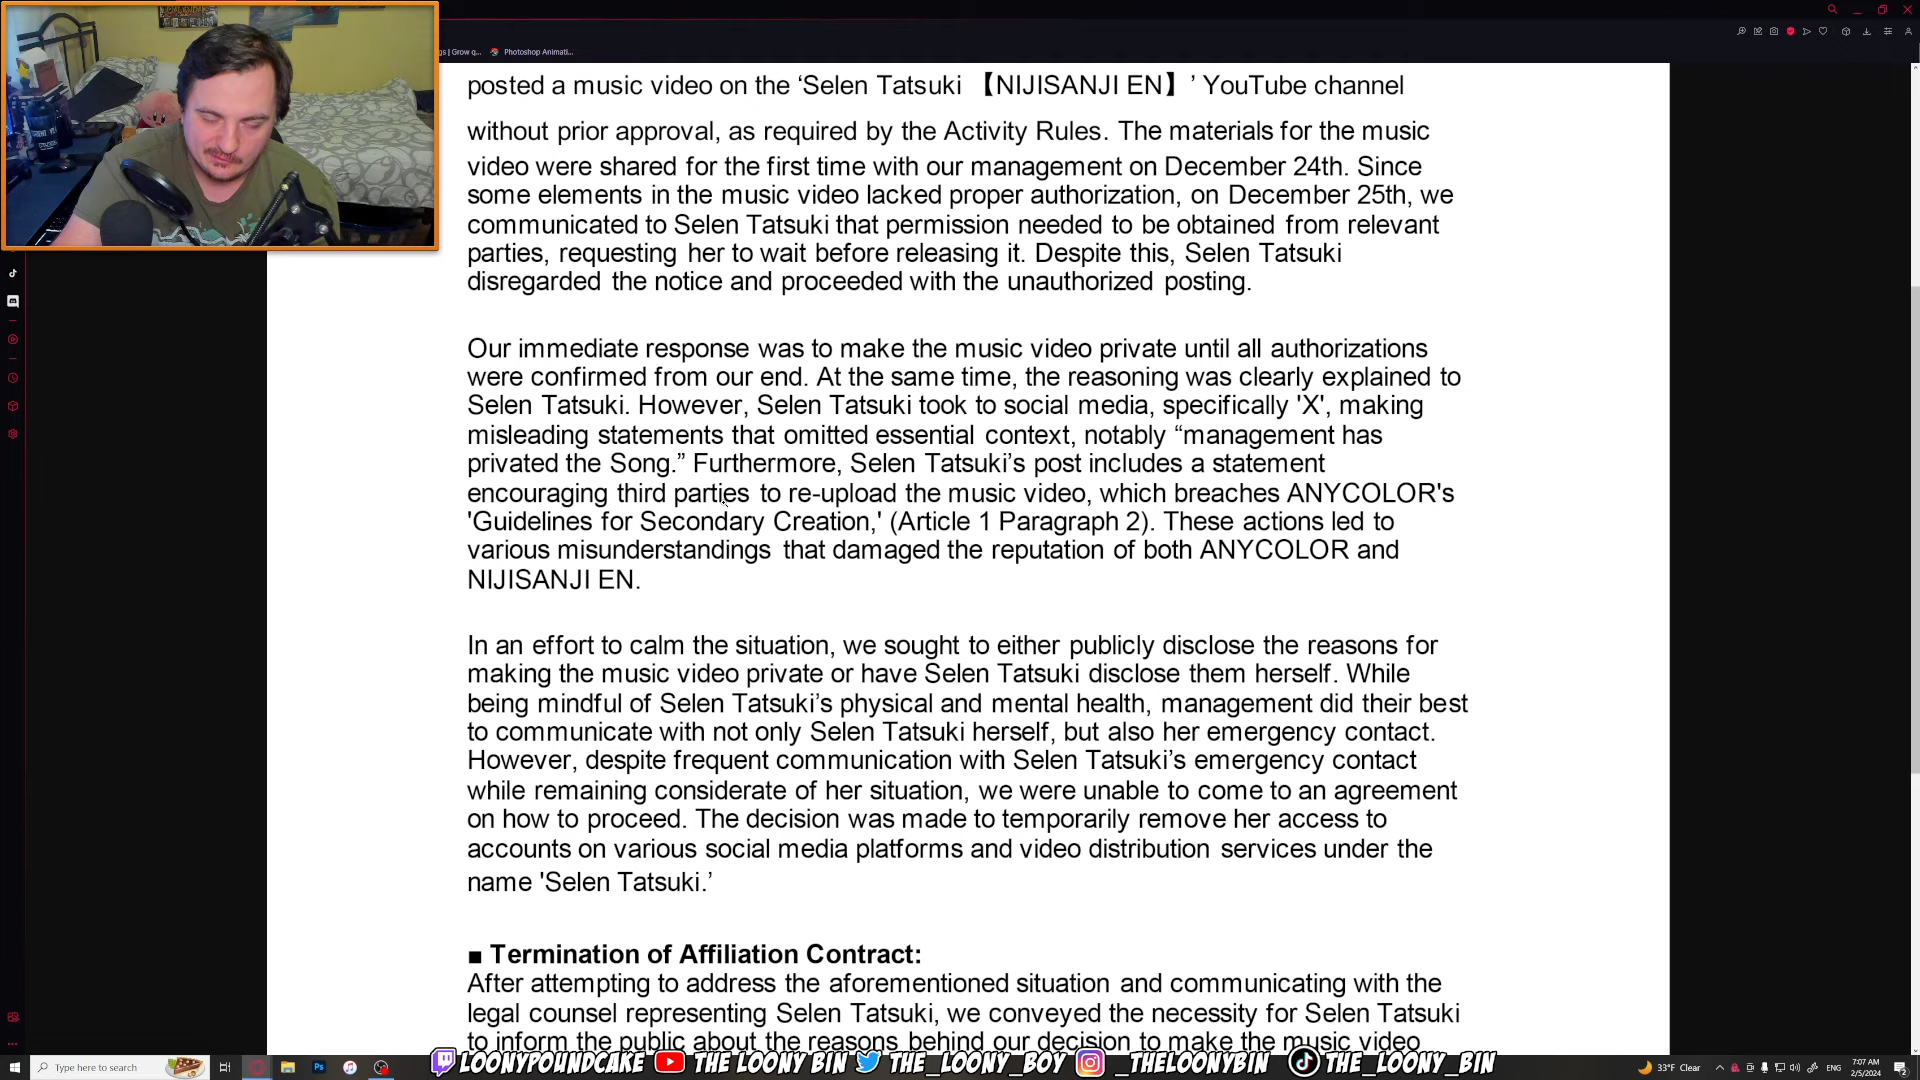 gs | Grow q...
Photoshop Animati...
posted a music video on the ‘Selen Tatsuki 【NIJISANJI EN】’ YouTube channel
without prior approval, as required by the Activity Rules. The materials for the music
video were shared for the first time with our management on December 24th. Since
some elements in the music video lacked proper authorization, on December 25th, we
communicated to Selen Tatsuki that permission needed to be obtained from relevant
parties, requesting her to wait before releasing it. Despite this, Selen Tatsuki
disregarded the notice and proceeded with the unauthorized posting.
Our immediate response was to make the music video private until all authorizations
were confirmed from our end. At the same time, the reasoning was clearly explained to
Selen Tatsuki. However, Selen Tatsuki took to social media, specifically 'X', making
misleading statements that omitted essential context, notably “management has
privated the Song.” Furthermore, Selen Tatsuki’s post includes a statement
encouraging third parties to re-upload the music video, which breaches ANYCOLOR's
'Guidelines for Secondary Creation,' (Article 1 Paragraph 2). These actions led to
various misunderstandings that damaged the reputation of both ANYCOLOR and
NIJISANJI EN.
In an effort to calm the situation, we sought to either publicly disclose the reasons for
making the music video private or have Selen Tatsuki disclose them herself. While
being mindful of Selen Tatsuki’s physical and mental health, management did their best
to communicate with not only Selen Tatsuki herself, but also her emergency contact.
However, despite frequent communication with Selen Tatsuki’s emergency contact
while remaining considerate of her situation, we were unable to come to an agreement
on how to proceed. The decision was made to temporarily remove her access to
accounts on various social media platforms and video distribution services under the
name 'Selen Tatsuki.’
■ Termination of Affiliation Contract:
After attempting to address the aforementioned situation and communicating with the
legal counsel representing Selen Tatsuki, we conveyed the necessity for Selen Tatsuki
to inform the public about the reasons behind our decision to make the music video
LOONYPOUNDCAKE THE LOONY BIN THE_LOONY_BOY _THELOONYBIN THE_LOONY_BIN
Type here to search
33°F Clear
ENG
7:07 AM
2/5/2024